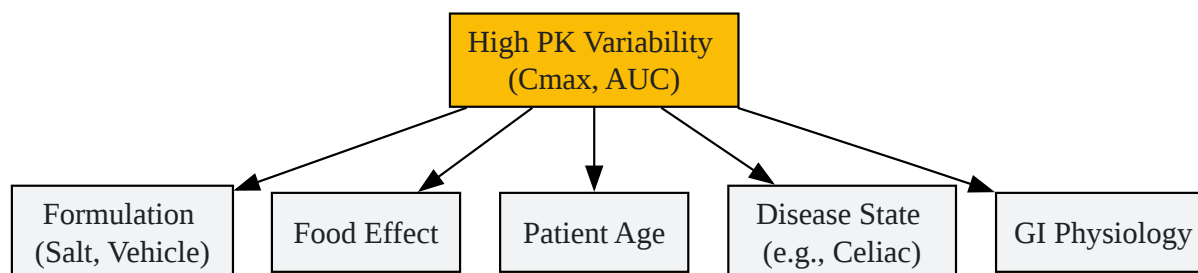 High PK Variability
(Cmax, AUC)
Formulation
(Salt, Vehicle)
Food Effect
Patient Age
Disease State
(e.g., Celiac)
GI Physiology